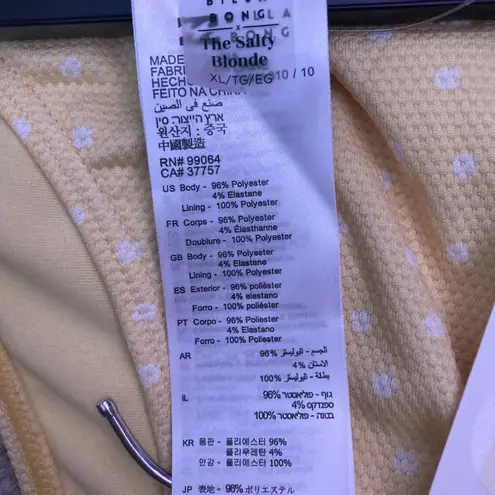 BILLA
BONG
x
The Salty
Blonde
XL/TG/EG
MADE
FABRI
HECHO
FEITO NA CHINA
10 / 10
صنع في الصين
ארץ הייצור: סין
원산지 : 중국
中國製造
RN# 99064
CA# 37757
US Body - 96% Polyester
4% Elastane
Lining - 100% Polyester
FR Corps - 96% Polyester
4% Élasthanne
Doublure - 100% Polyester
GB Body - 96% Polyester
4% Elastane
Lining - 100% Polyester
ES Exterior - 96% poliéster
4% elastano
Forro - 100% poliéster
PT Corpo - 96% Poliester
4% Elastano
Forro - 100% Poliester
AR الجسم - البوليستر 96%
الاستان 4%
بطانة - البوليستر 100%
IL גוף - פוליאסטר 96%
ספנדקס 4%
בטנה - פוליאסטר 100%
KR 몸판 - 폴리에스터 96%
폴리우레탄 4%
안감 - 폴리에스터 100%
JP 表地 - 96% ポリエステル